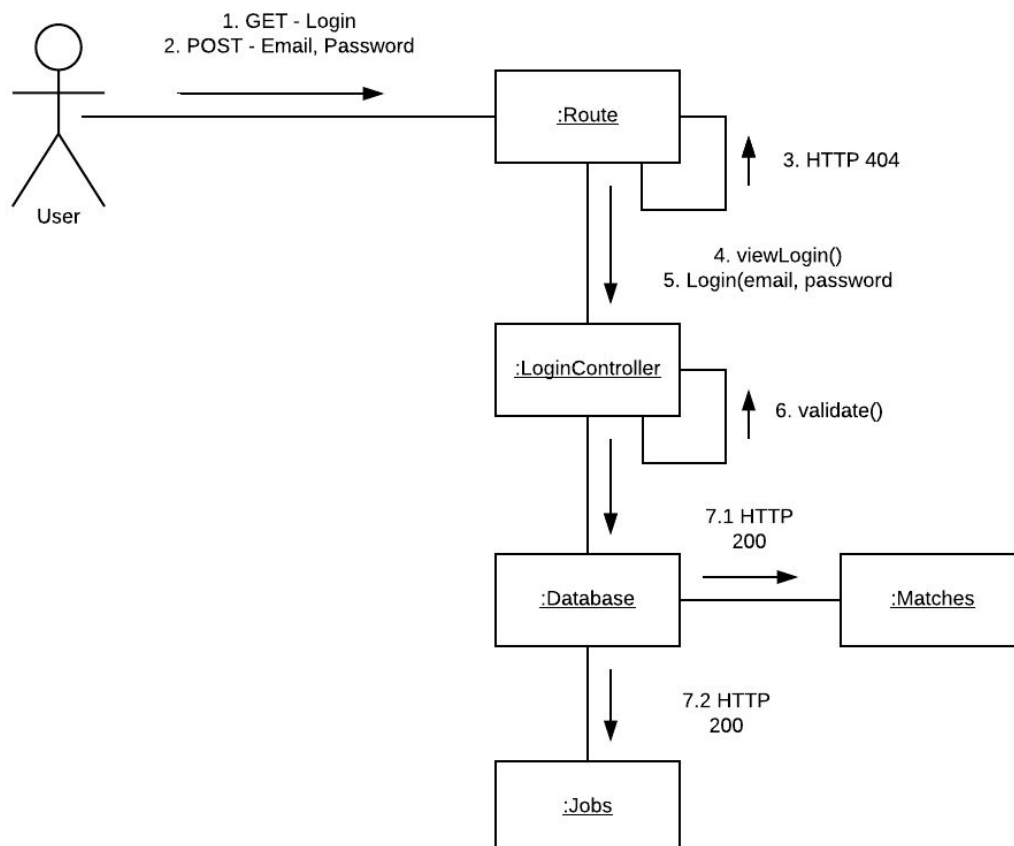 1. GET - Login
2. POST - Email, Password
:Route
3. HTTP 404
User
4. viewLogin()
5. Login(email, password
:LoginController
6. validate()
7.1 HTTP
200
:Database
:Matches
7.2 HTTP
200
:Jobs